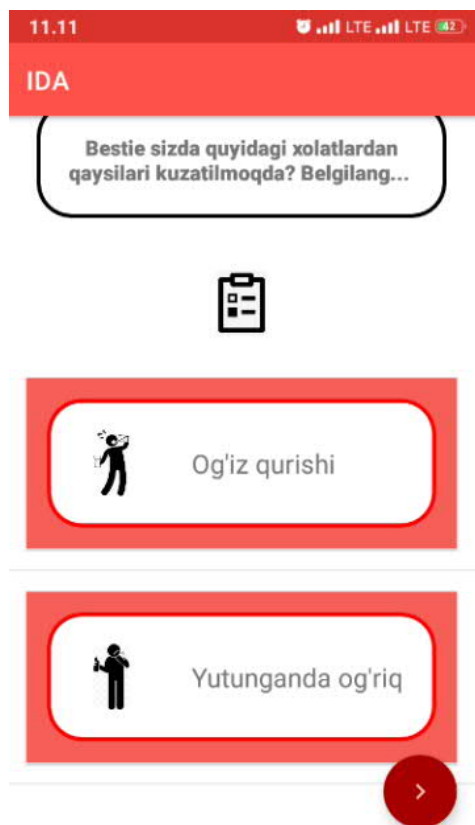 11.11 LTE LTE 42
IDA
Bestie sizda quyidagi xolatlardan
qaysilari kuzatilmoqda? Belgilang...
Og'iz qurishi
Yutunganda og'riq